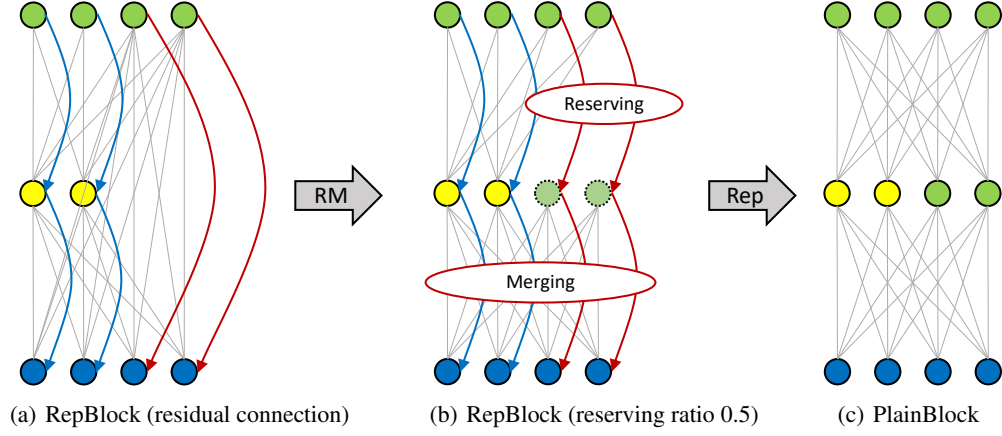 Reserving
RM
Rep
Merging
(a) RepBlock (residual connection)
(b) RepBlock (reserving ratio 0.5)
(c) PlainBlock